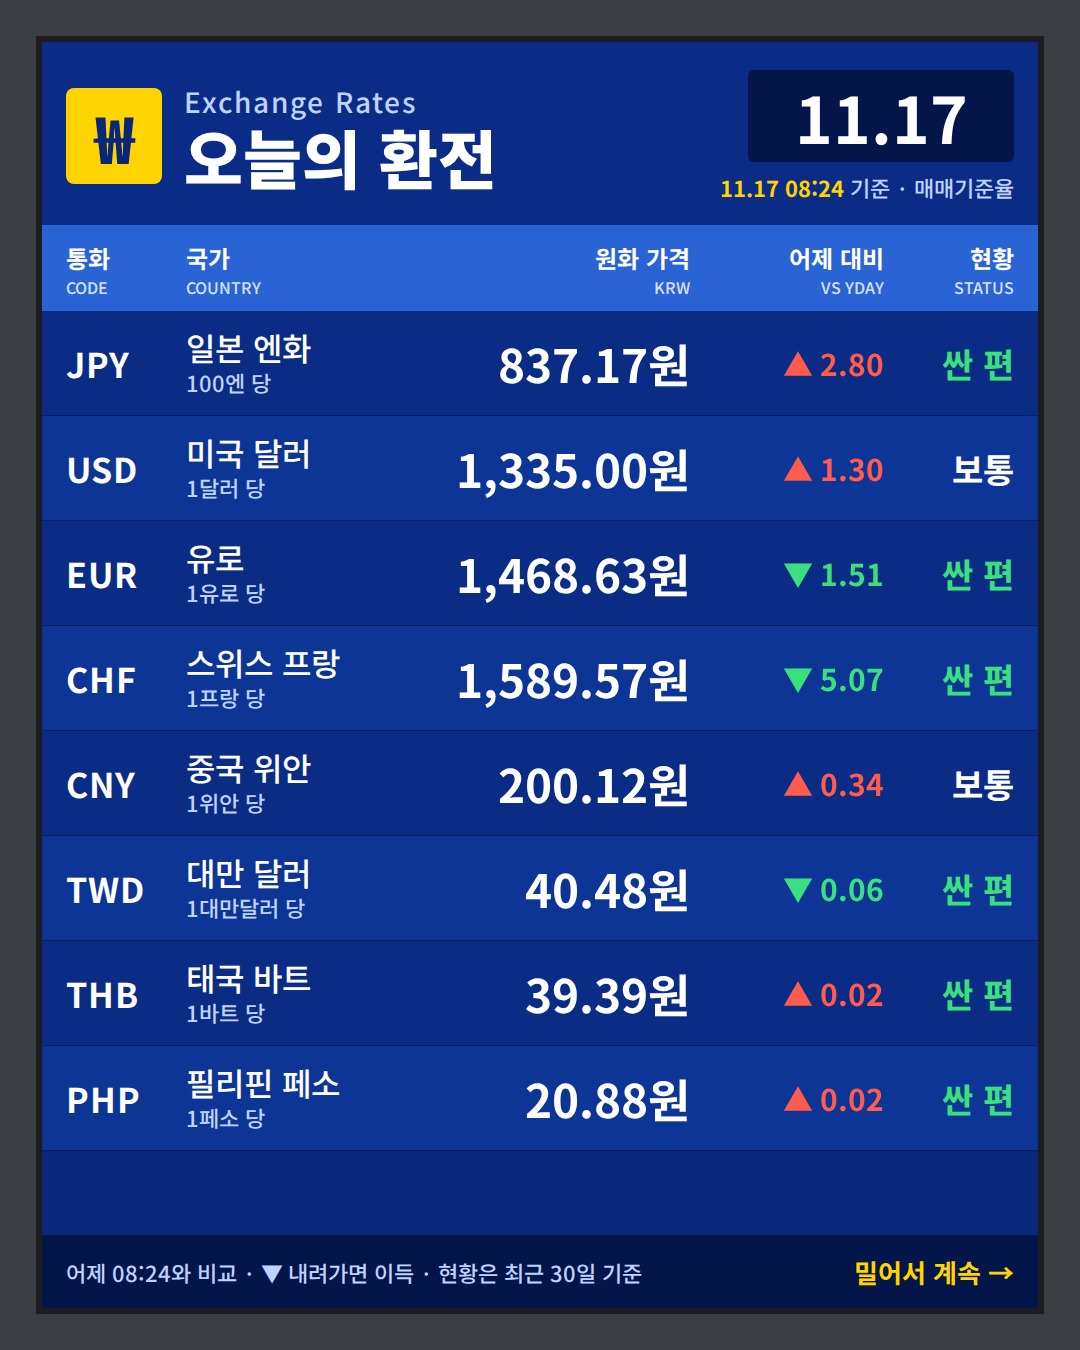 ₩
Exchange Rates
오늘의 환전
11.17
11.17 08:24 기준 · 매매기준율
통화 국가 원화 가격 어제 대비 현황
CODE COUNTRY KRW VS YDAY STATUS
JPY 일본 엔화 837.17원 ▲ 2.80 싼 편
100엔 당
USD 미국 달러 1,335.00원 ▲ 1.30 보통
1달러 당
EUR 유로 1,468.63원 ▼ 1.51 싼 편
1유로 당
CHF 스위스 프랑 1,589.57원 ▼ 5.07 싼 편
1프랑 당
CNY 중국 위안 200.12원 ▲ 0.34 보통
1위안 당
TWD 대만 달러 40.48원 ▼ 0.06 싼 편
1대만달러 당
THB 태국 바트 39.39원 ▲ 0.02 싼 편
1바트 당
PHP 필리핀 페소 20.88원 ▲ 0.02 싼 편
1페소 당
어제 08:24와 비교 · ▼ 내려가면 이득 · 현황은 최근 30일 기준 밀어서 계속 →